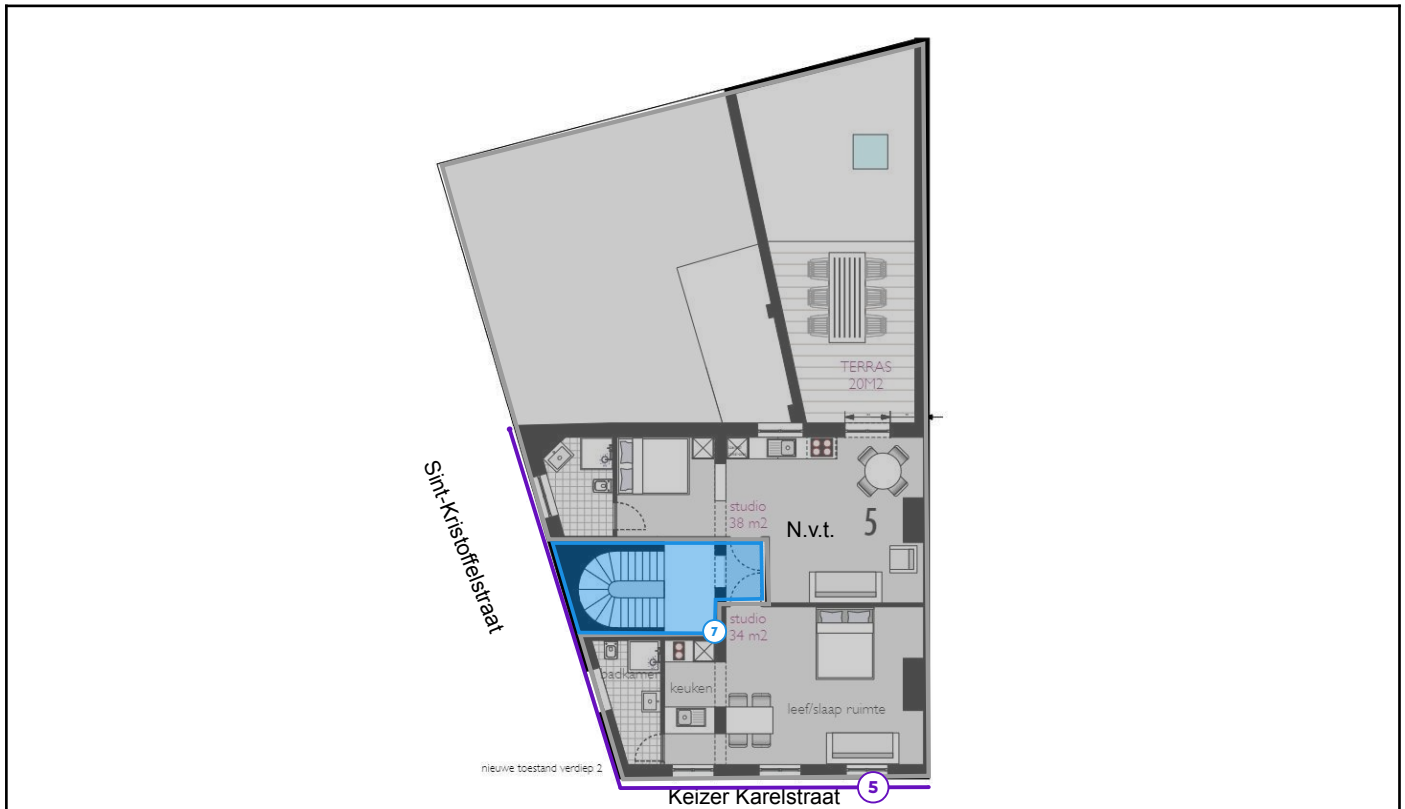 TERRAS
20M2
Sint-Kristoffelstraat
studio
38 m2
N.v.t.
5
7
studio
34 m2
badkamer
keuken
leef/slaap ruimte
nieuwe toestand verdiep 2
Keizer Karelstraat
5